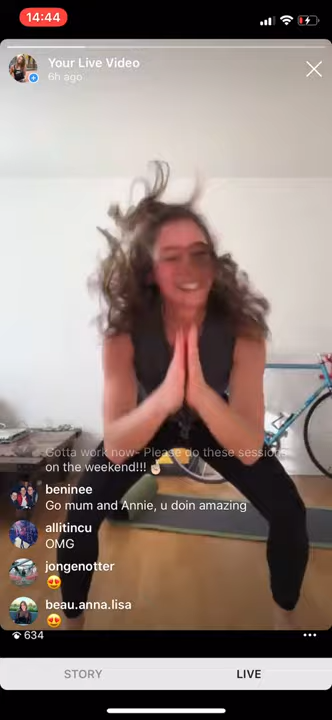 14:44
Your Live Video
6h ago
Gotta work now- Please do these sessions
on the weekend!!! ☝🏻
beninee
Go mum and Annie, u doin amazing
allitincu
OMG
jongenotter
😍
beau.anna.lisa
😍
634
STORY
LIVE